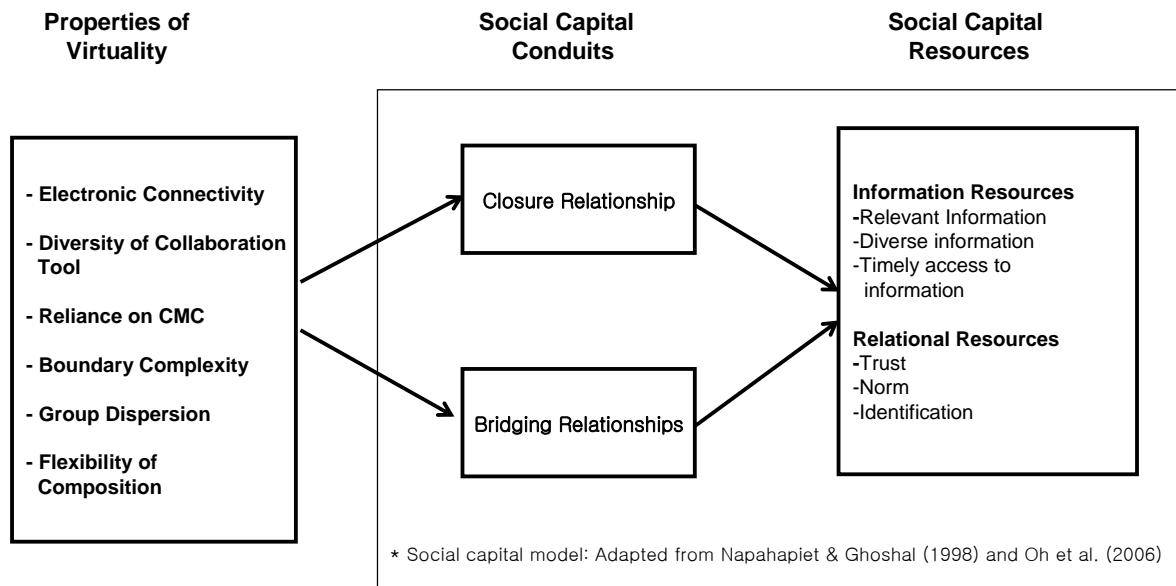 Properties of
Virtuality
Social Capital
Conduits
Social Capital
Resources
- Electronic Connectivity
- Diversity of Collaboration
Tool
- Reliance on CMC
- Boundary Complexity
- Group Dispersion
- Flexibility of
Composition
Closure Relationship
Bridging Relationships
Information Resources
-Relevant Information
-Diverse information
-Timely access to
information
Relational Resources
-Trust
-Norm
-Identification
* Social capital model: Adapted from Napahapiet & Ghoshal (1998) and Oh et al. (2006)